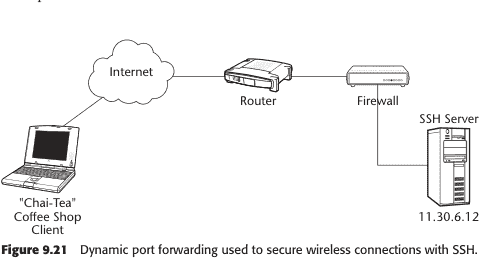 Internet
Router
Firewall
SSH Server
"Chai-Tea"
Coffee Shop
Client
11.30.6.12
Figure 9.21 Dynamic port forwarding used to secure wireless connections with SSH.